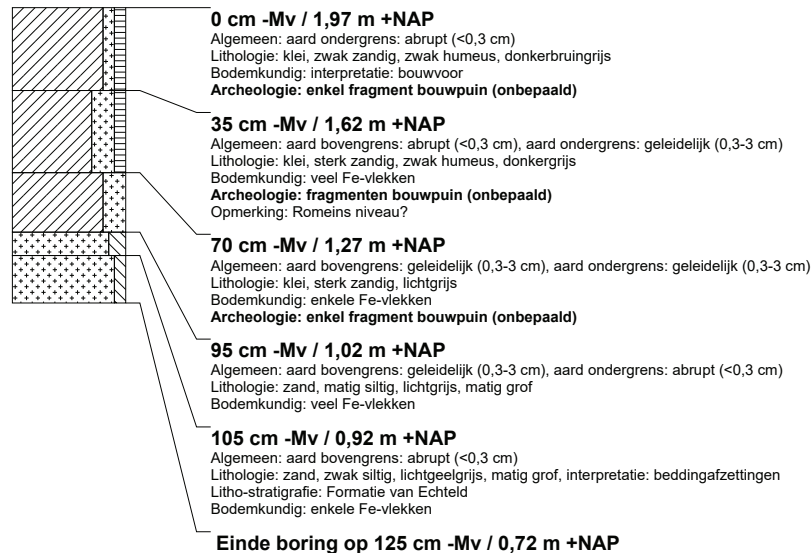 0 cm -Mv / 1,97 m +NAP
Algemeen: aard ondergrens: abrupt (<0,3 cm)
Lithologie: klei, zwak zandig, zwak humeus, donkerbruingrijs
Bodemkundig: interpretatie: bouwvoor
Archeologie: enkel fragment bouwpuin (onbepaald)
35 cm -Mv / 1,62 m +NAP
Algemeen: aard bovengrens: abrupt (<0,3 cm), aard ondergrens: geleidelijk (0,3-3 cm)
Lithologie: klei, sterk zandig, zwak humeus, donkergrijs
Bodemkundig: veel Fe-vlekken
Archeologie: fragmenten bouwpuin (onbepaald)
Opmerking: Romeins niveau?
70 cm -Mv / 1,27 m +NAP
Algemeen: aard bovengrens: geleidelijk (0,3-3 cm), aard ondergrens: geleidelijk (0,3-3 cm)
Lithologie: klei, sterk zandig, lichtgrijs
Bodemkundig: enkele Fe-vlekken
Archeologie: enkel fragment bouwpuin (onbepaald)
95 cm -Mv / 1,02 m +NAP
Algemeen: aard bovengrens: geleidelijk (0,3-3 cm), aard ondergrens: abrupt (<0,3 cm)
Lithologie: zand, matig siltig, lichtgrijs, matig grof
Bodemkundig: veel Fe-vlekken
105 cm -Mv / 0,92 m +NAP
Algemeen: aard bovengrens: abrupt (<0,3 cm)
Lithologie: zand, zwak siltig, lichtgeelgrijs, matig grof, interpretatie: beddingafzettingen
Litho-stratigrafie: Formatie van Echteld
Bodemkundig: enkele Fe-vlekken
Einde boring op 125 cm -Mv / 0,72 m +NAP